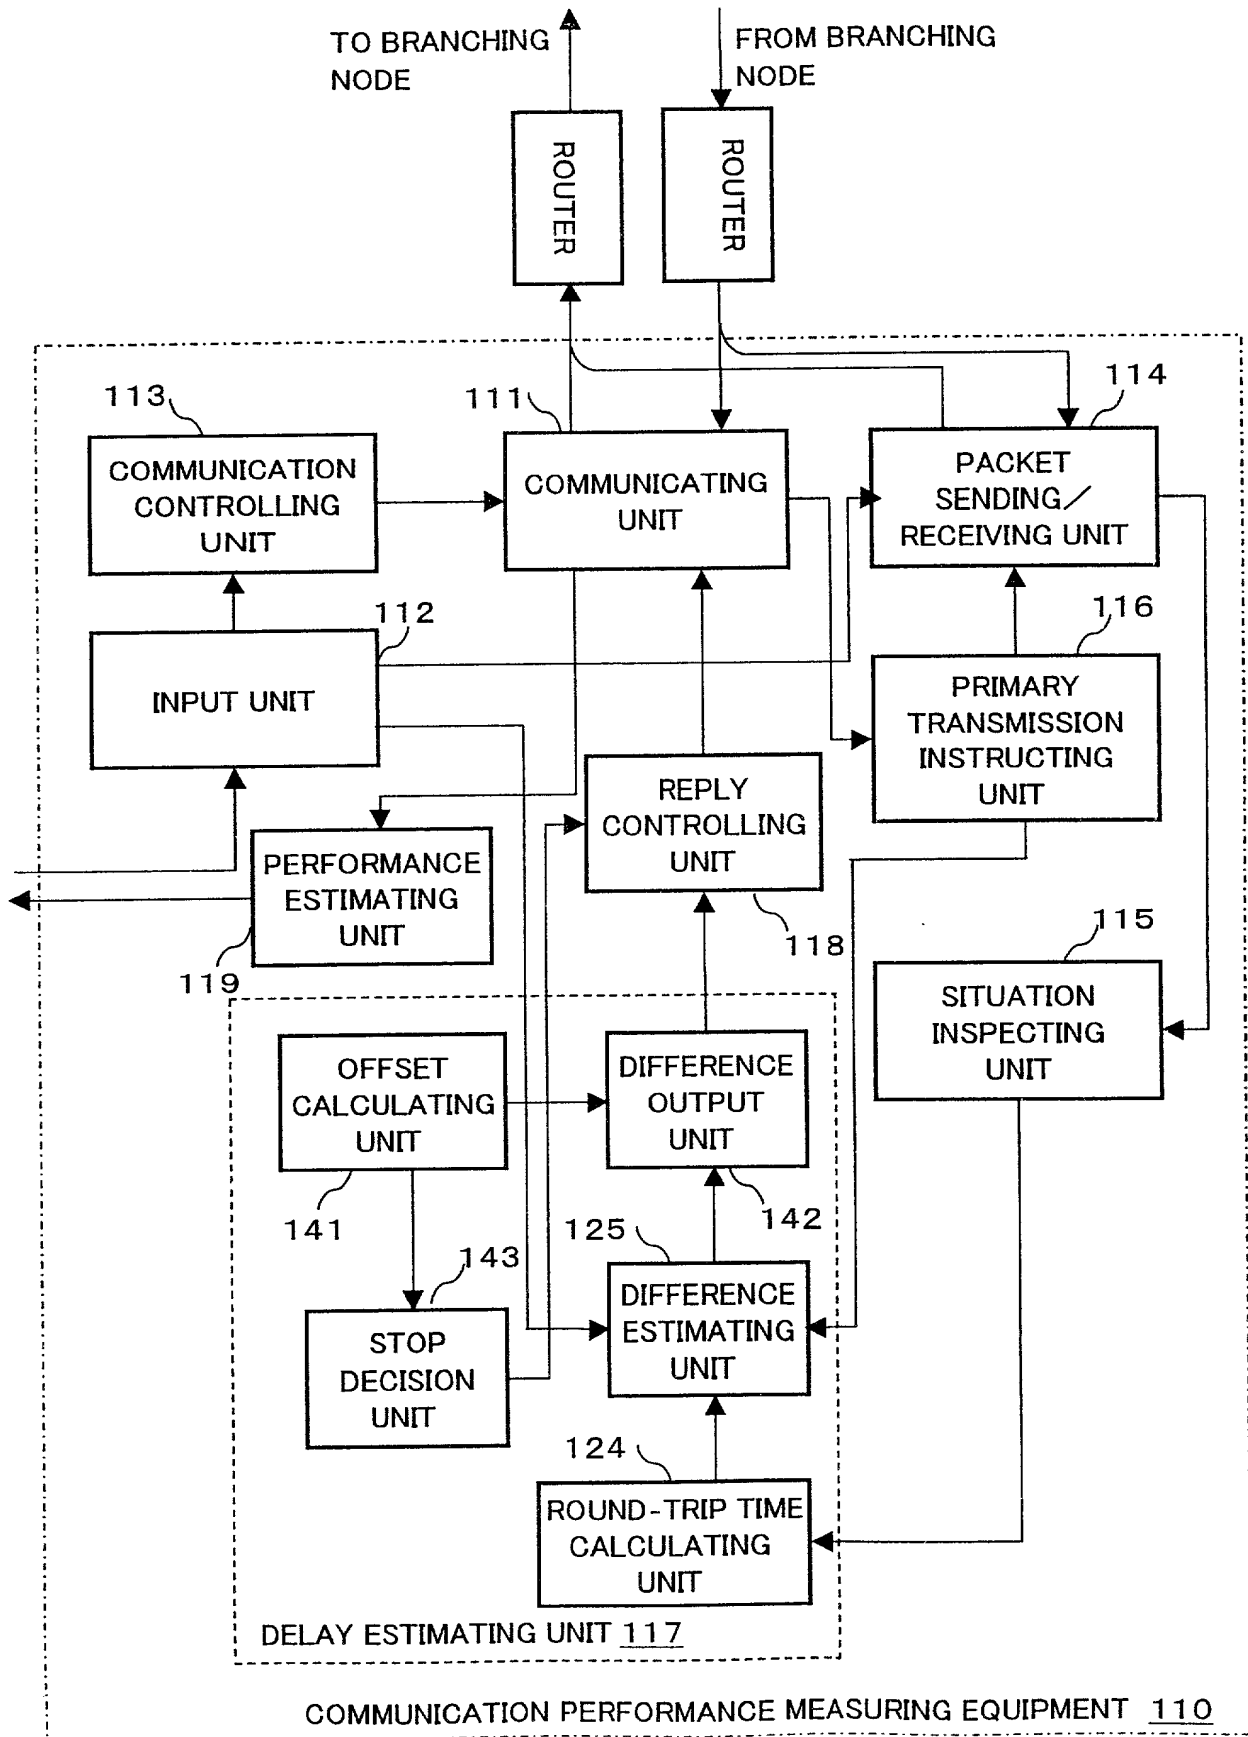 TO BRANCHING
NODE
FROM BRANCHING
NODE
ROUTER
ROUTER
113
111
114
COMMUNICATION
CONTROLLING
UNIT
COMMUNICATING
UNIT
PACKET
SENDING/
RECEIVING UNIT
112
116
INPUT UNIT
PRIMARY
TRANSMISSION
INSTRUCTING
UNIT
REPLY
CONTROLLING
UNIT
PERFORMANCE
ESTIMATING
UNIT
119
118
115
SITUATION
INSPECTING
UNIT
OFFSET
CALCULATING
UNIT
DIFFERENCE
OUTPUT
UNIT
141
142
125
143
DIFFERENCE
ESTIMATING
UNIT
STOP
DECISION
UNIT
124
ROUND-TRIP TIME
CALCULATING
UNIT
DELAY ESTIMATING UNIT 117
COMMUNICATION PERFORMANCE MEASURING EQUIPMENT 110